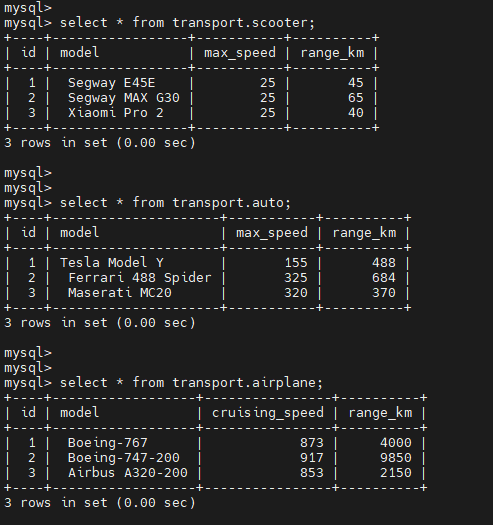 mysql>
mysql> select * from transport.scooter;
+----+-----------------+-----------+----------+
| id | model           | max_speed | range_km |
+----+-----------------+-----------+----------+
|  1 |  Segway E45E    |        25 |       45 |
|  2 |  Segway MAX G30 |        25 |       65 |
|  3 |  Xiaomi Pro 2   |        25 |       40 |
+----+-----------------+-----------+----------+
3 rows in set (0.00 sec)
mysql>
mysql>
mysql> select * from transport.auto;
+----+--------------------+-----------+----------+
| id | model              | max_speed | range_km |
+----+--------------------+-----------+----------+
|  1 | Tesla Model Y      |       155 |      488 |
|  2 |  Ferrari 488 Spider |       325 |      684 |
|  3 |  Maserati MC20     |       320 |      370 |
+----+--------------------+-----------+----------+
3 rows in set (0.00 sec)
mysql>
mysql>
mysql> select * from transport.airplane;
+----+------------------+----------------+----------+
| id | model            | cruising_speed | range_km |
+----+------------------+----------------+----------+
|  1 |  Boeing-767      |            873 |     4000 |
|  2 |  Boeing-747-200  |            917 |     9850 |
|  3 |  Airbus A320-200 |            853 |     2150 |
+----+------------------+----------------+----------+
3 rows in set (0.00 sec)